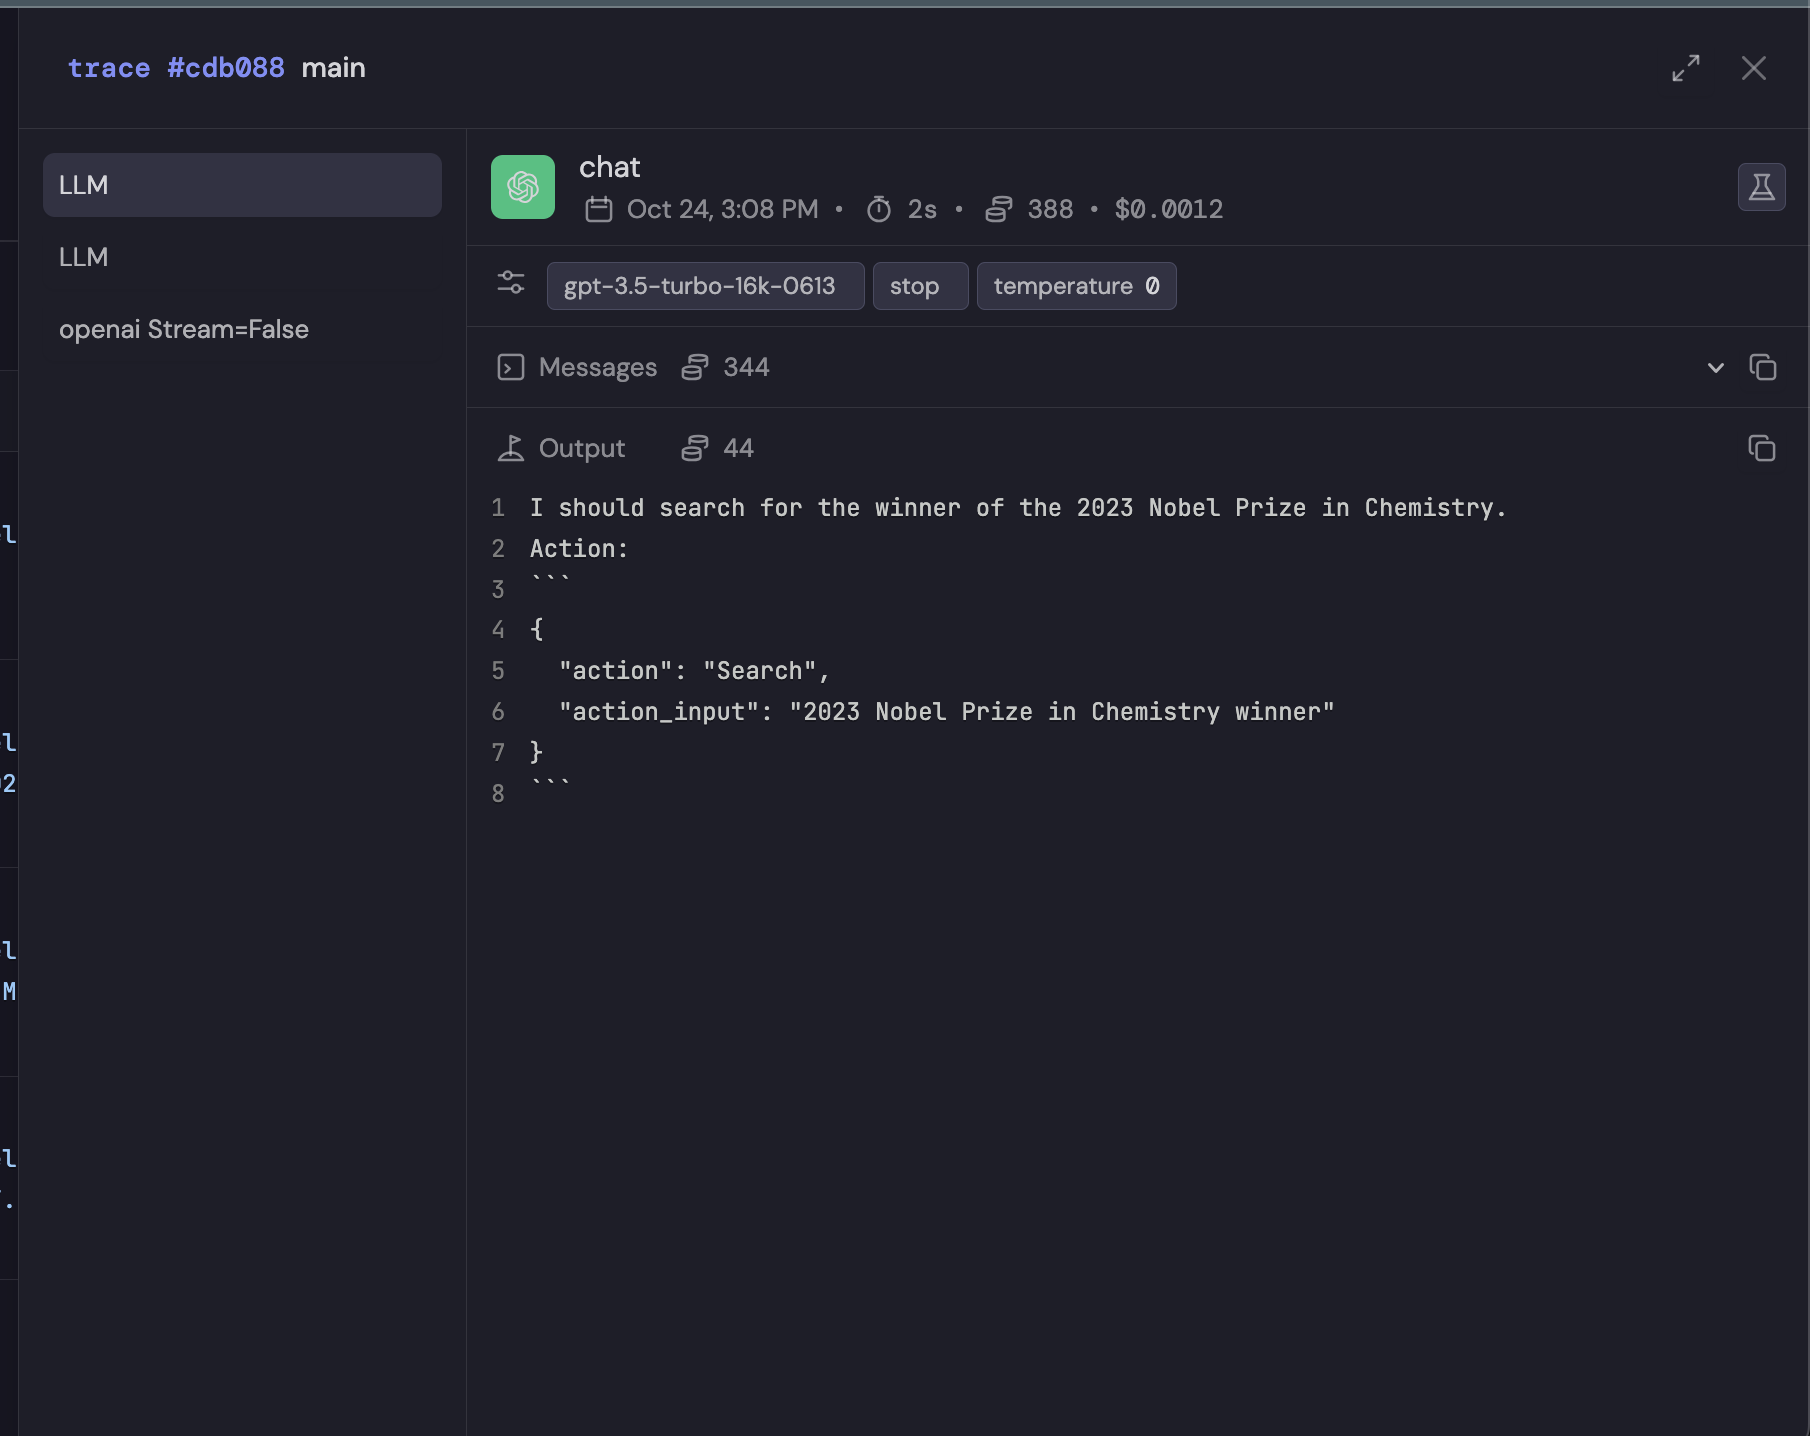 trace #cdb088 main
LLM
LLM
openai Stream=False
chat
Oct 24, 3:08 PM • 2s • 388 • $0.0012
gpt-3.5-turbo-16k-0613 stop temperature 0
Messages 344
Output 44
1 I should search for the winner of the 2023 Nobel Prize in Chemistry.
2 Action:
3 ```
4 {
5   "action": "Search",
6   "action_input": "2023 Nobel Prize in Chemistry winner"
7 }
8 ```